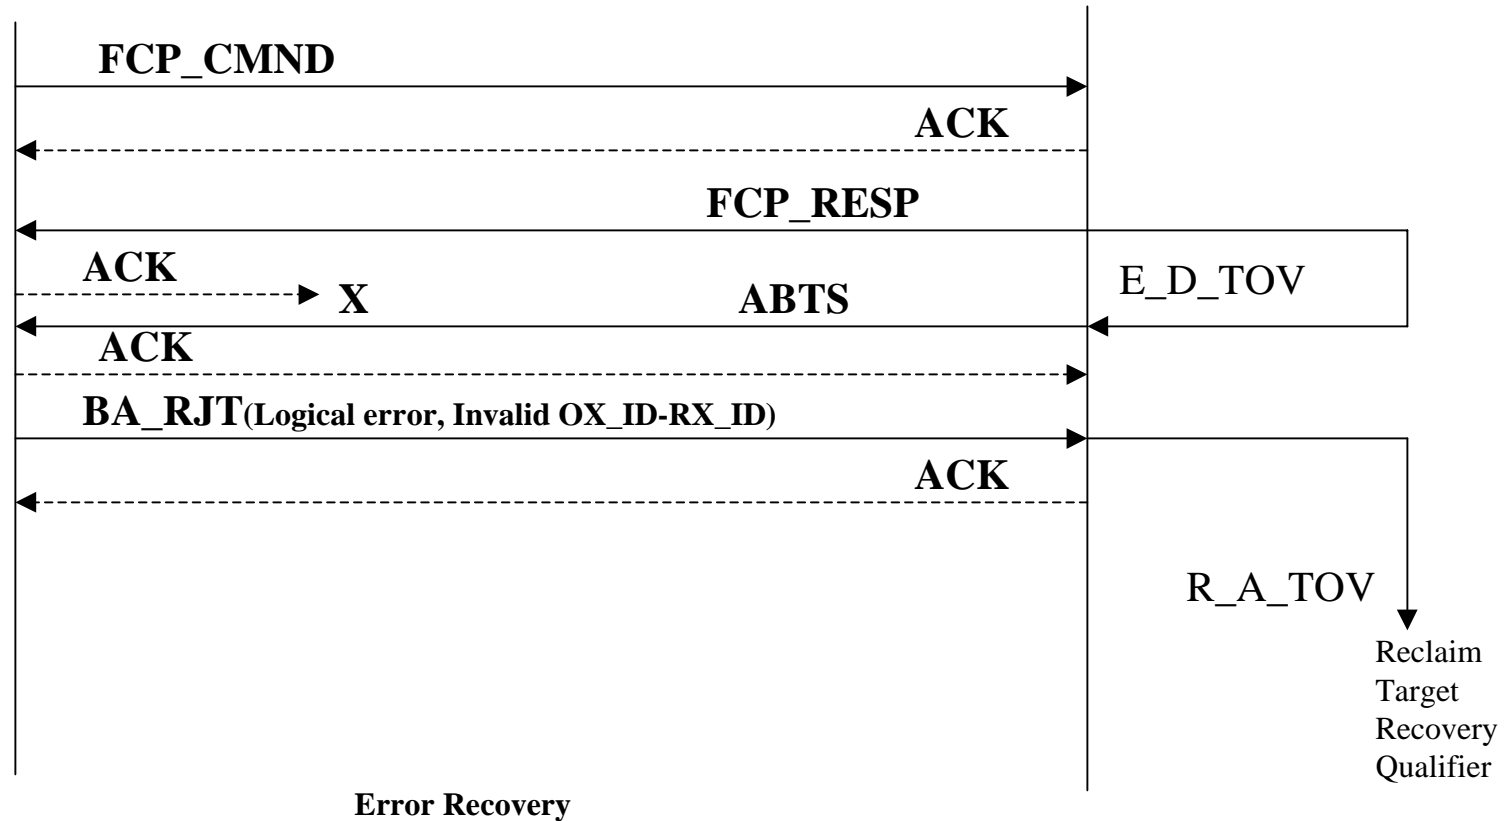 FCP_CMND
ACK
FCP_RESP
ACK
X
ABTS
E_D_TOV
ACK
BA_RJT(Logical error, Invalid OX_ID-RX_ID)
ACK
R_A_TOV
Reclaim
Target
Recovery
Qualifier
Error Recovery